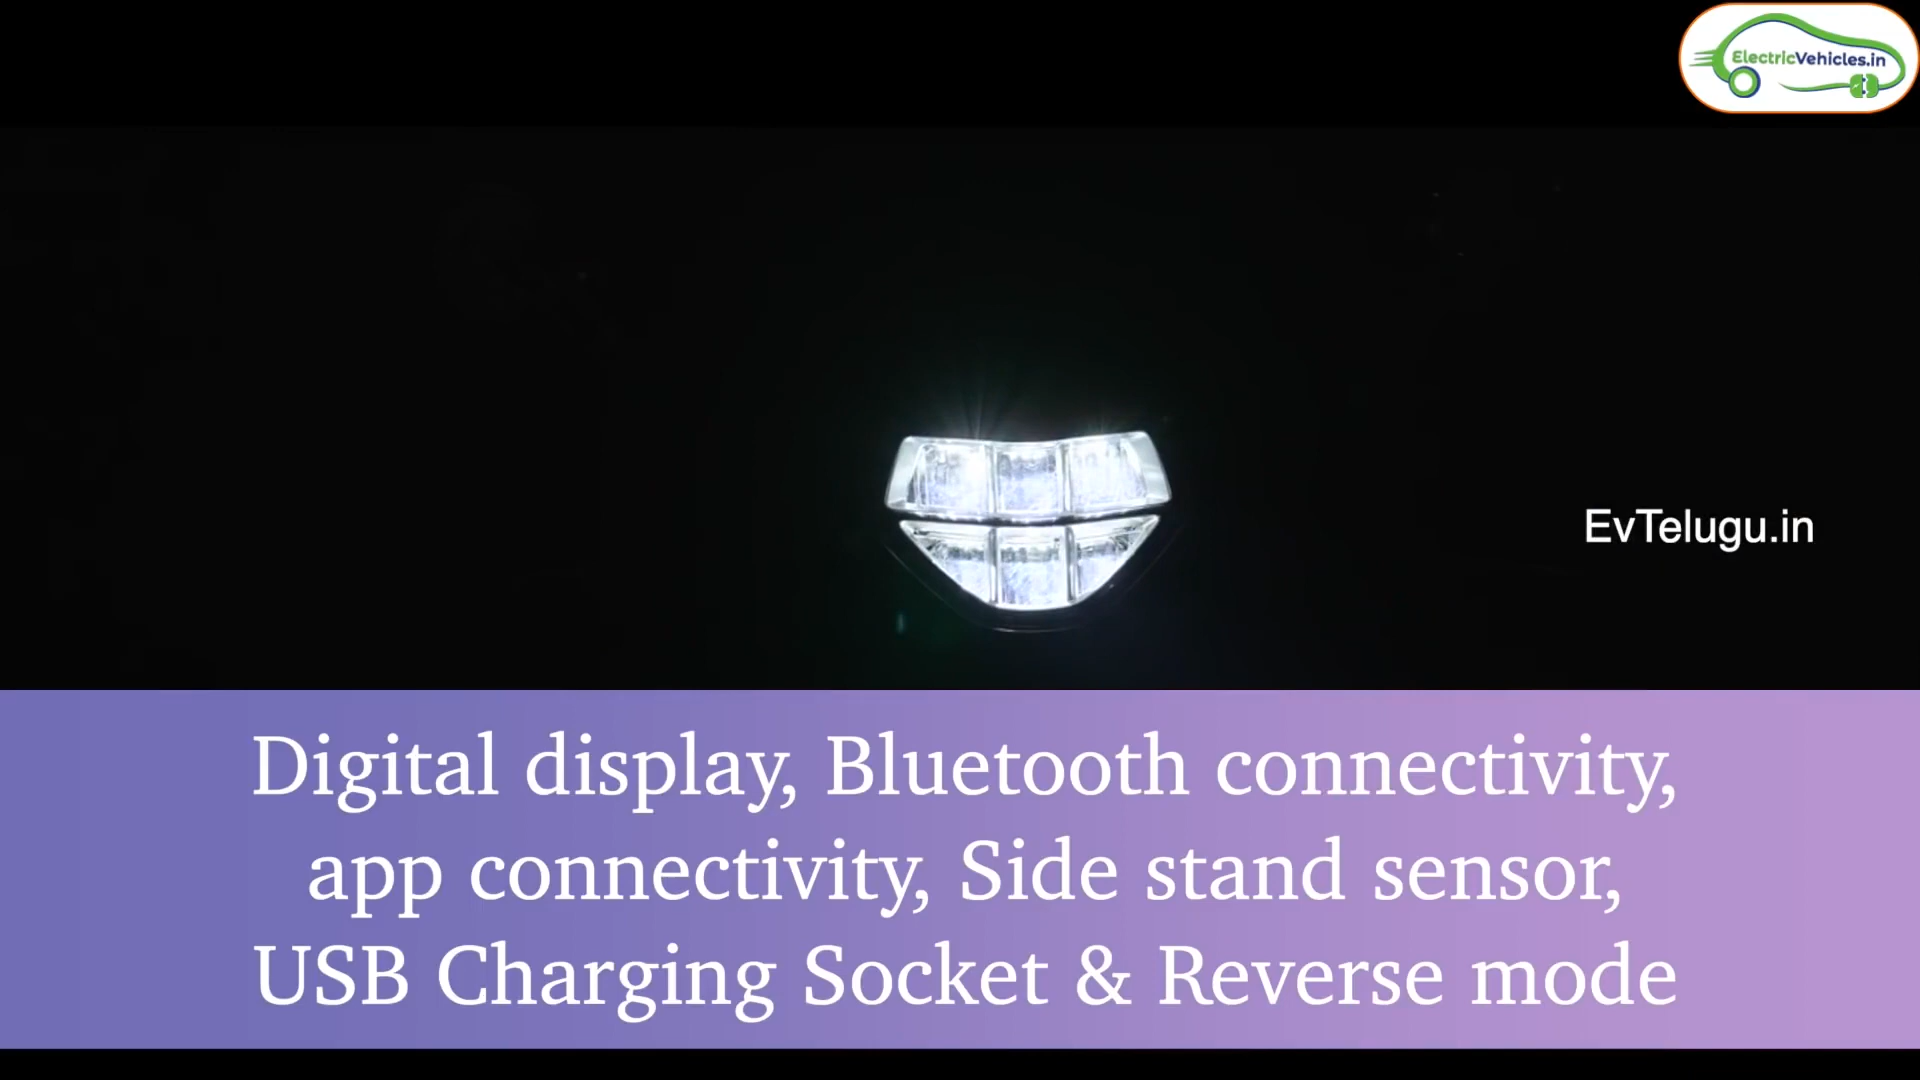 ElectricVehicles.in
EvTelugu.in
Digital display, Bluetooth connectivity,
app connectivity, Side stand sensor,
USB Charging Socket & Reverse mode